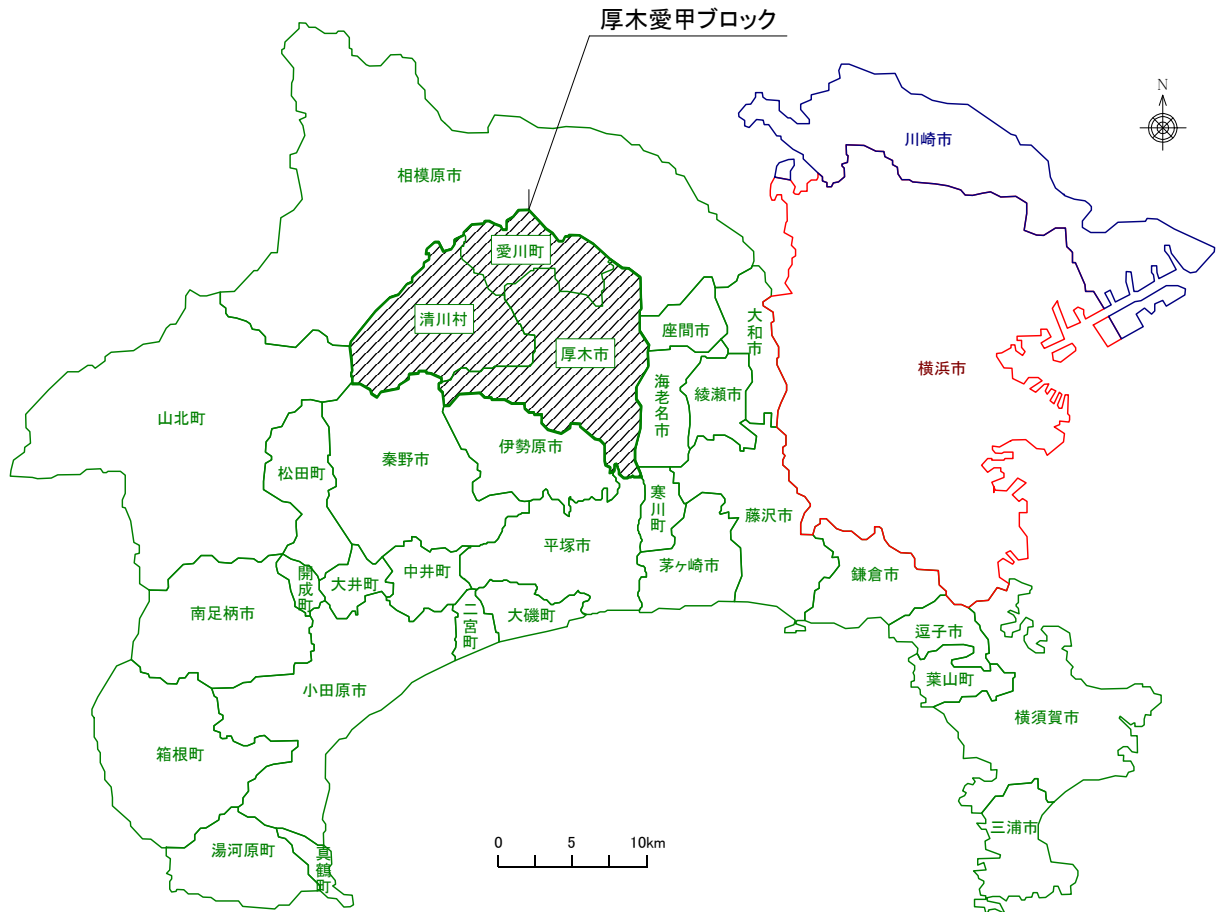 厚木愛甲ブロック
N
川崎市
相模原市
愛川町
清川村
座間市
大和市
厚木市
横浜市
海老名市
綾瀬市
山北町
伊勢原市
秦野市
松田町
寒川町
藤沢市
平塚市
茅ヶ崎市
鎌倉市
開成町
大井町
中井町
南足柄市
二宮町
大磯町
逗子市
葉山町
小田原市
横須賀市
箱根町
三浦市
湯河原町
真鶴町
0 5 10km